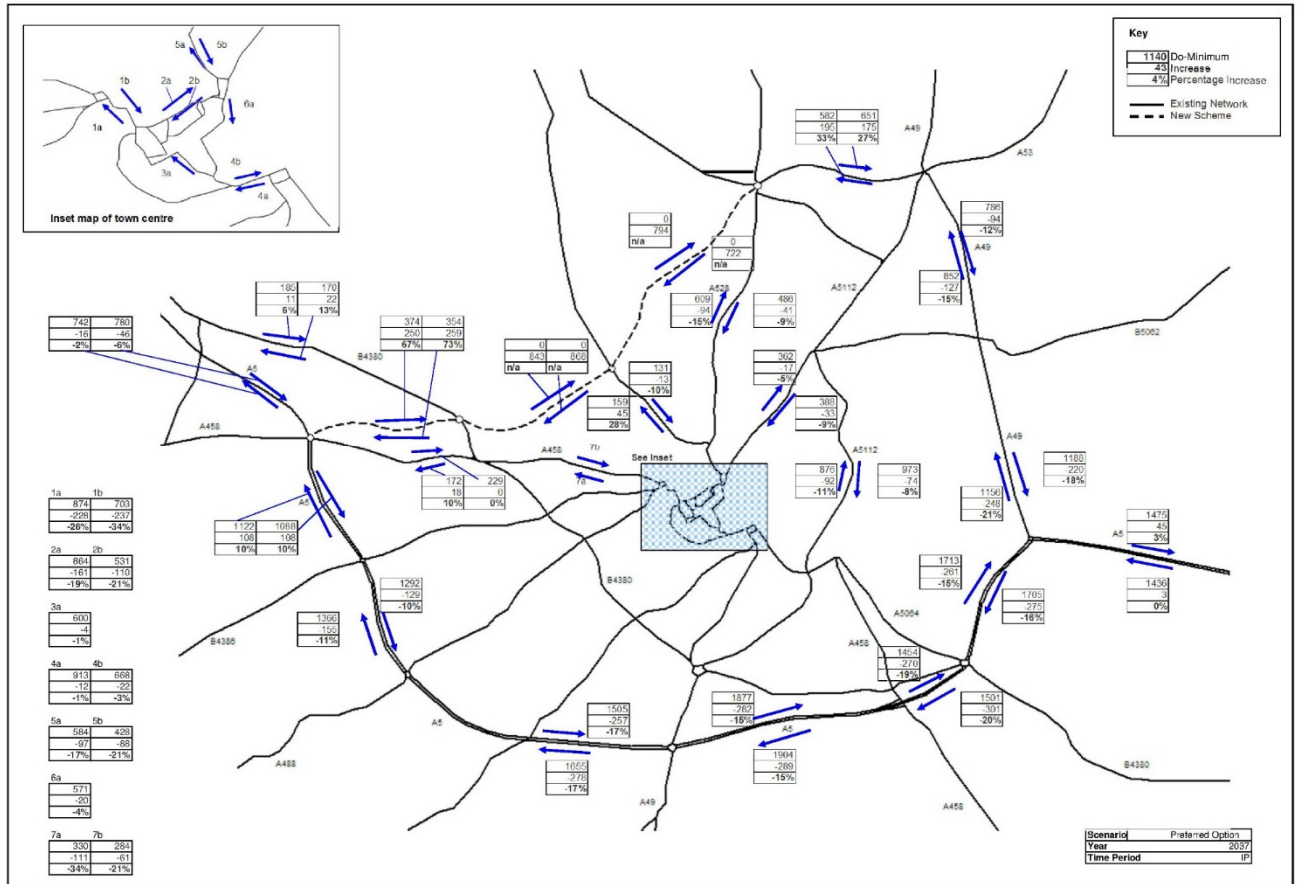 5a 5b
1b 2a 2b
6a
1a
3a 4b
4a
Inset map of town centre
Key
1140 Do-Minimum
43 Increase
4% Percentage Increase
Existing Network
New Scheme
582 651
195 175
33% 27%
A49
A53
786
-94
-12%
A49
0
794
n/a
0
722
n/a
852
-127
-15%
A528
A5112
609
-94
-15%
486
-41
-9%
B5062
185 170
11 22
6% 13%
742 780
-16 -46
-2% -6%
374 354
250 259
67% 73%
B4380
0 0
843 868
n/a n/a
A5
131
-13
-10%
362
-17
-5%
159
45
28%
388
-33
-9%
A458
A458
7b
7a
See Inset
A5112
A49
172 229
18 0
10% 0%
876
-92
-11%
973
-74
-8%
1188
-220
-18%
1156
-248
-21%
A5
1122 1088
108 108
10% 10%
1475
45
3%
A5
1436
3
0%
1713
-261
-15%
1705
-275
-16%
B4380
1292
-129
-10%
1366
155
-11%
B4386
A5064
A458
1454
-270
-19%
1501
-301
-20%
1877
-282
-15%
A5
1904
-289
-15%
1505
-257
-17%
A5
1655
-278
-17%
A488
A49
A458
B4380
1a 1b
874 703
-228 -237
-26% -34%
2a 2b
864 531
-161 -110
-19% -21%
3a
600
-4
-1%
4a 4b
913 668
-12 -22
-1% -3%
5a 5b
584 428
-97 -88
-17% -21%
6a
571
-20
-4%
7a 7b
330 284
-111 -61
-34% -21%
Scenario Preferred Option
Year 2037
Time Period IP